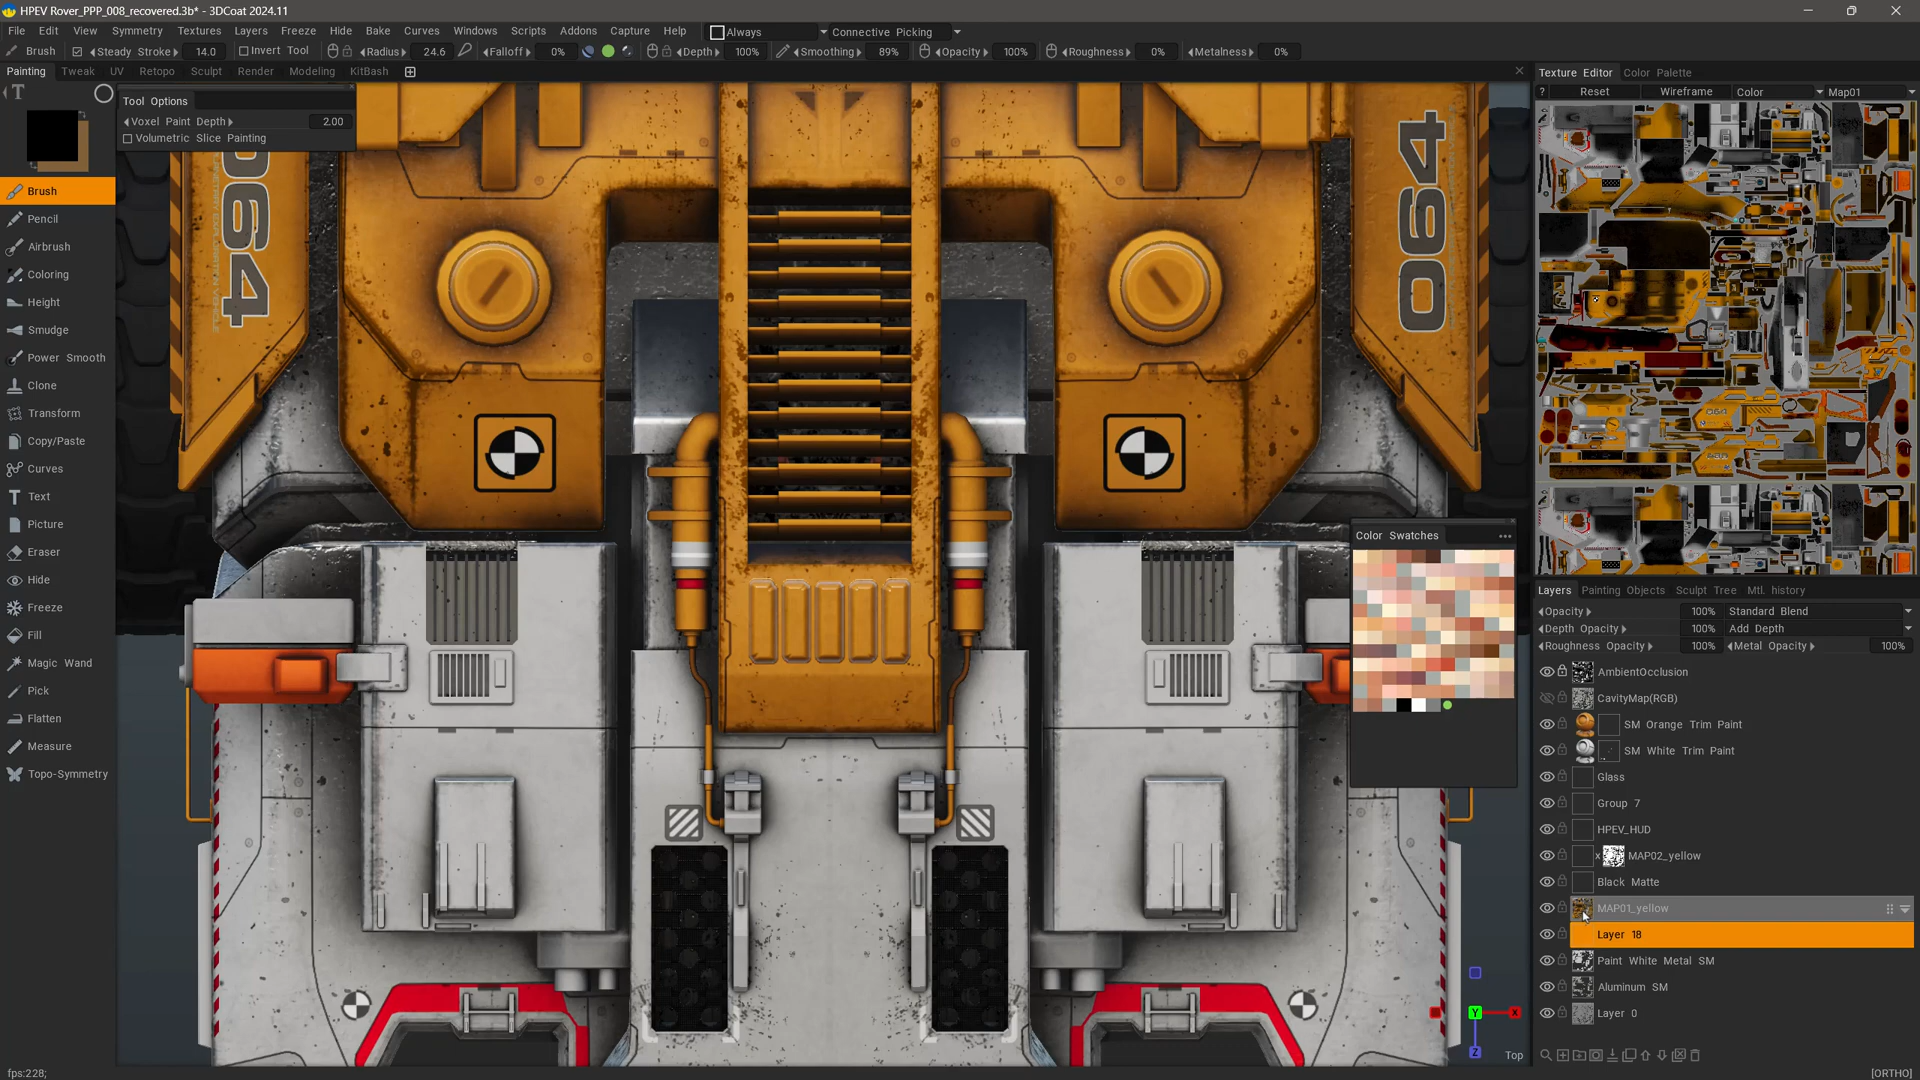 HPEV Rover_PPP_008_recovered.3b* - 3DCoat 2024.11
File Edit View Symmetry Textures Layers Freeze Hide Bake Curves Windows Scripts Addons Capture Help Always Connective Picking
Brush Steady Stroke 14.0 Invert Tool Radius 24.6 Falloff 0% Depth 100% Smoothing 89% Opacity 100% Roughness 0% Metalness 0%
Painting Tweak UV Retopo Sculpt Render Modeling KitBash
Texture Editor Color Palette
? Reset Wireframe Color Map01
Tool Options
Voxel Paint Depth 2.00
Volumetric Slice Painting
Brush
Pencil
Airbrush
Coloring
Height
Smudge
Power Smooth
Clone
Transform
Copy/Paste
Curves
Text
Picture
Eraser
Hide
Freeze
Fill
Magic Wand
Pick
Flatten
Measure
Topo-Symmetry
064
064
Color Swatches
Layers Painting Objects Sculpt Tree Mtl. history
Opacity 100% Standard Blend
Depth Opacity 100% Add Depth
Roughness Opacity 100% Metal Opacity 100%
AmbientOcclusion
CavityMap(RGB)
SM Orange Trim Paint
SM White Trim Paint
Glass
Group 7
HPEV_HUD
x MAP02_yellow
Black Matte
MAP01_yellow
Layer 18
Paint White Metal SM
Aluminum SM
Layer 0
Y X
Z Top
fps:228; [ORTHO]